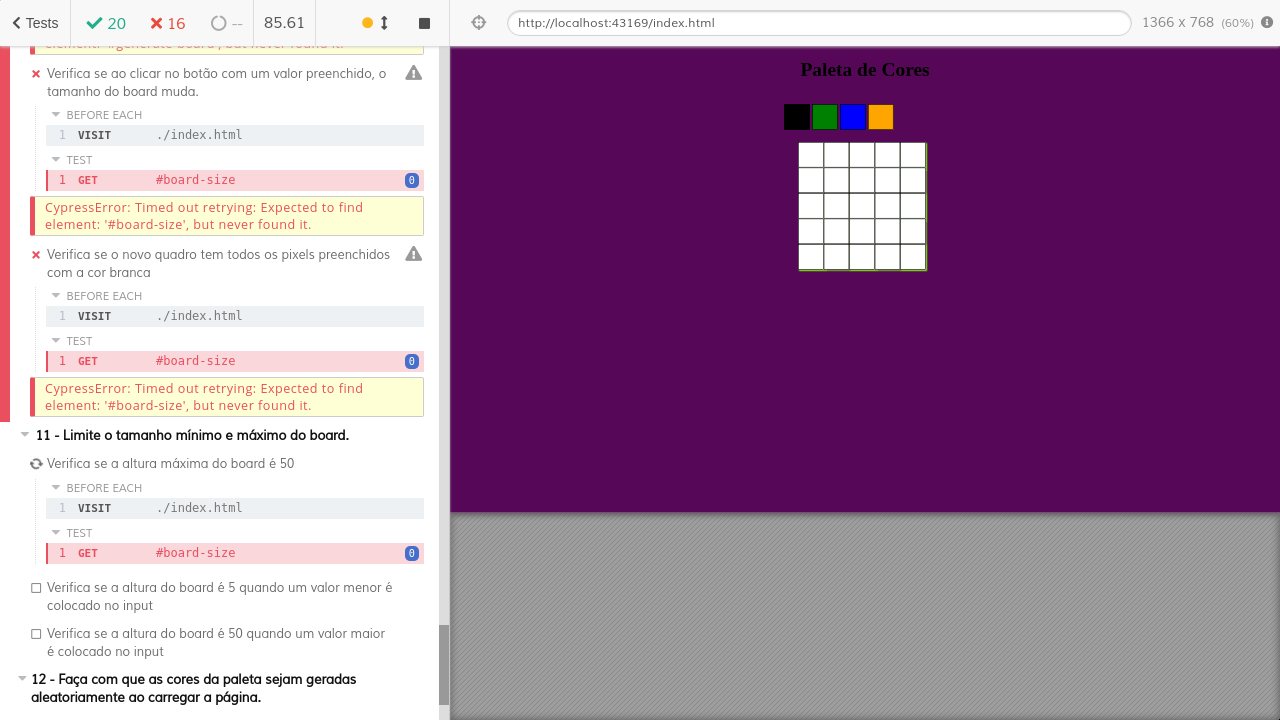 Tests
20
16
--
85.61
http://localhost:43169/index.html
1366 x 768 (60%)
element: '#generate-board', but never found it.
Verifica se ao clicar no botão com um valor preenchido, o
tamanho do board muda.
BEFORE EACH
1 VISIT ./index.html
TEST
1 GET #board-size 0
CypressError: Timed out retrying: Expected to find
element: '#board-size', but never found it.
Verifica se o novo quadro tem todos os pixels preenchidos
com a cor branca
BEFORE EACH
1 VISIT ./index.html
TEST
1 GET #board-size 0
CypressError: Timed out retrying: Expected to find
element: '#board-size', but never found it.
11 - Limite o tamanho mínimo e máximo do board.
Verifica se a altura máxima do board é 50
BEFORE EACH
1 VISIT ./index.html
TEST
1 GET #board-size 0
Verifica se a altura do board é 5 quando um valor menor é
colocado no input
Verifica se a altura do board é 50 quando um valor maior
é colocado no input
12 - Faça com que as cores da paleta sejam geradas
aleatoriamente ao carregar a página.
Paleta de Cores